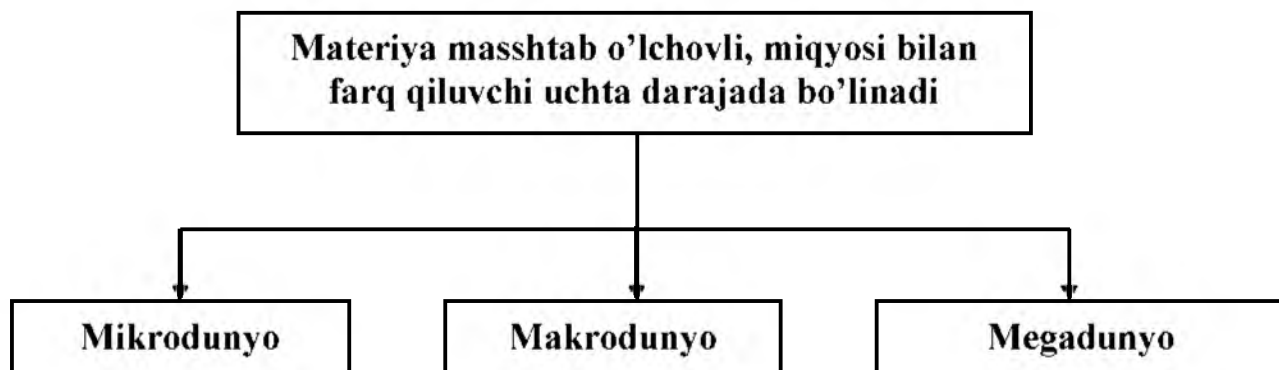 Materiya masshtab o’lchovli, miqyosi bilan
farq qiluvchi uchta darajada bo’linadi
Mikrodunyo
Makrodunyo
Megadunyo